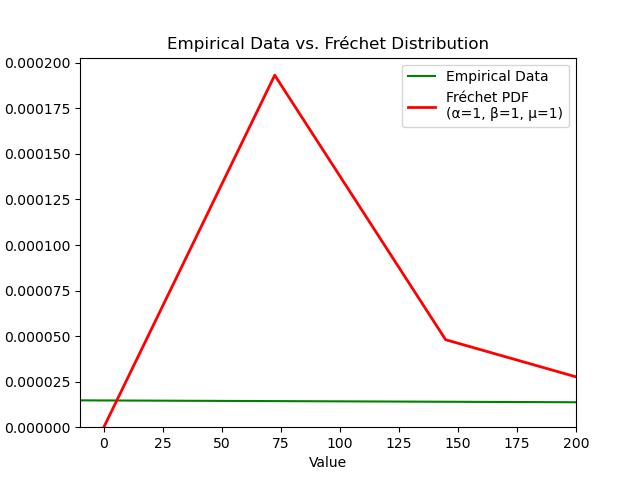 Empirical Data vs. Fréchet Distribution
0.000200
0.000175
0.000150
0.000125
0.000100
0.000075
0.000050
0.000025
0.000000
Empirical Data
Fréchet PDF
(α=1, β=1, μ=1)
0 25 50 75 100 125 150 175 200
Value